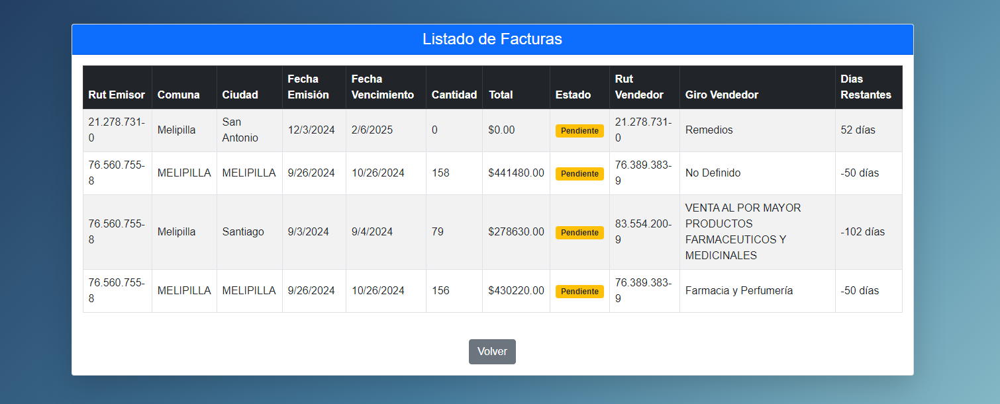 Listado de Facturas
Rut Emisor Comuna Ciudad Fecha Emisión Fecha Vencimiento Cantidad Total Estado Rut Vendedor Giro Vendedor Días Restantes
21.278.731-0 Melipilla San Antonio 12/3/2024 2/6/2025 0 $0.00 Pendiente 21.278.731-0 Remedios 52 días
76.560.755-8 MELIPILLA MELIPILLA 9/26/2024 10/26/2024 158 $441480.00 Pendiente 76.389.383-9 No Definido -50 días
76.560.755-8 Melipilla Santiago 9/3/2024 9/4/2024 79 $278630.00 Pendiente 83.554.200-9 VENTA AL POR MAYOR PRODUCTOS FARMACEUTICOS Y MEDICINALES -102 días
76.560.755-8 MELIPILLA MELIPILLA 9/26/2024 10/26/2024 156 $430220.00 Pendiente 76.389.383-9 Farmacia y Perfumería -50 días
Volver